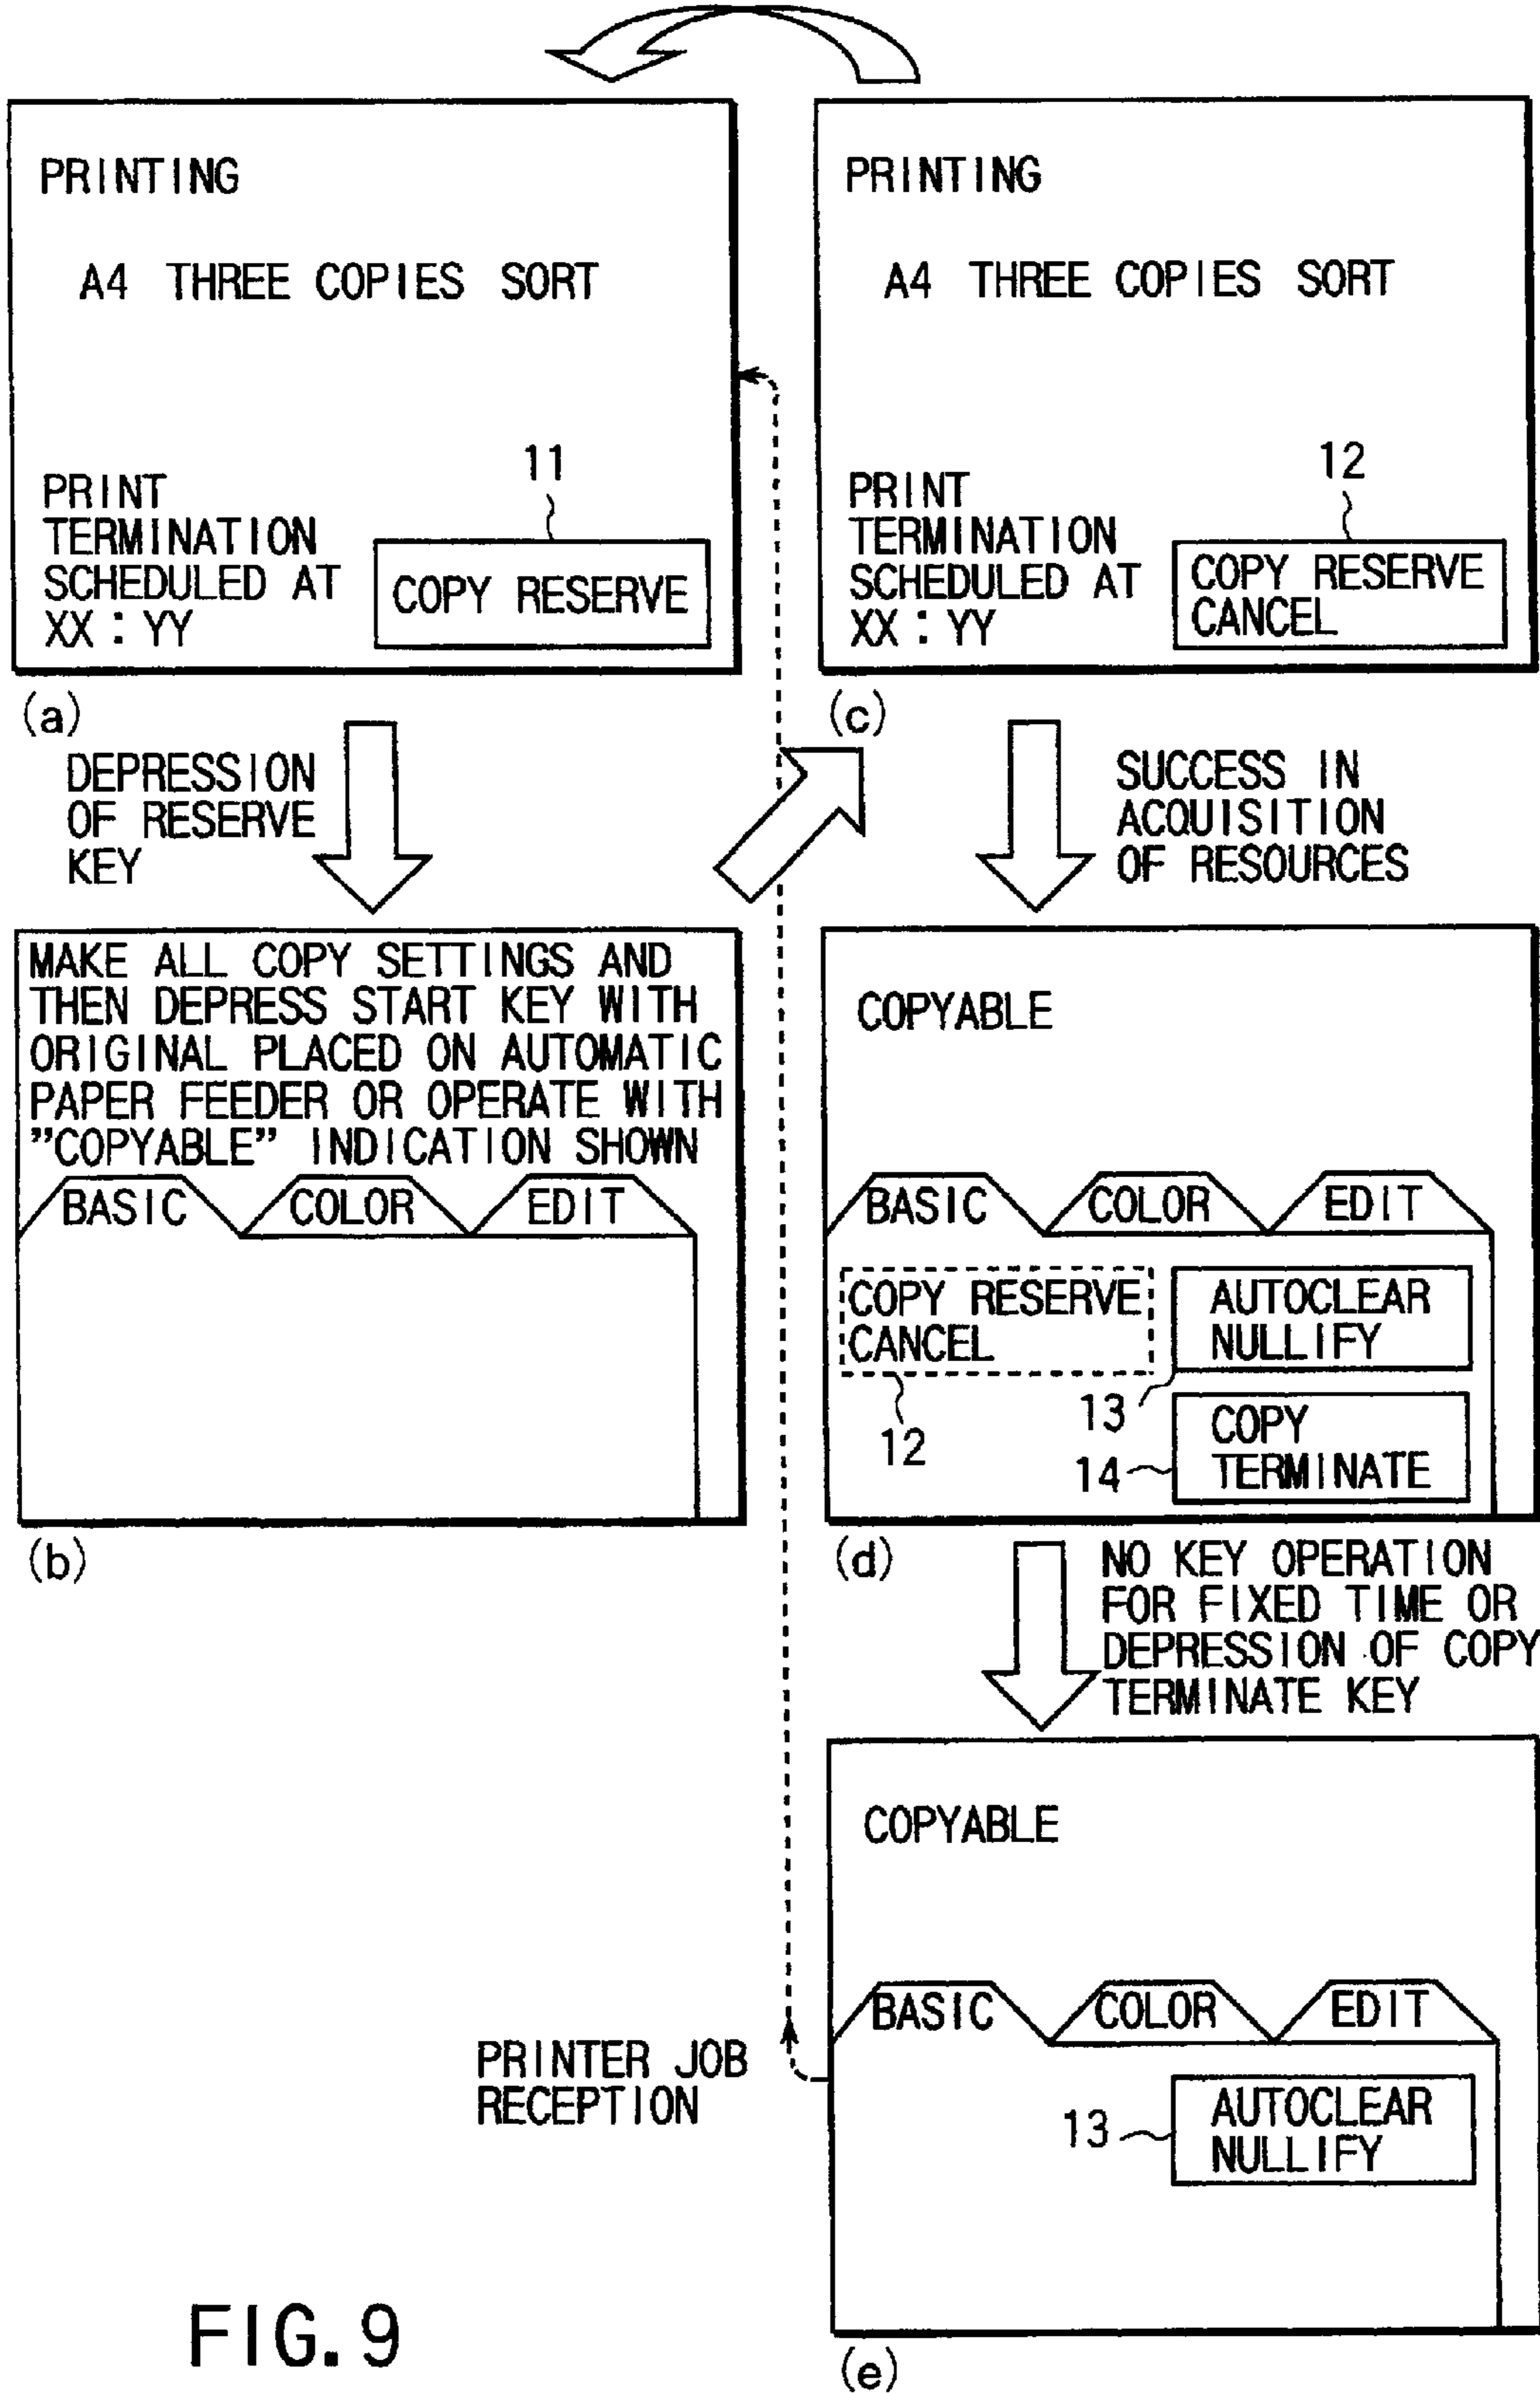 PRINTING
A4 THREE COPIES SORT
11
PRINT
TERMINATION
SCHEDULED AT
XX : YY
COPY RESERVE
(a)
DEPRESSION
OF RESERVE
KEY
MAKE ALL COPY SETTINGS AND
THEN DEPRESS START KEY WITH
ORIGINAL PLACED ON AUTOMATIC
PAPER FEEDER OR OPERATE WITH
"COPYABLE" INDICATION SHOWN
BASIC
COLOR
EDIT
(b)
PRINTING
A4 THREE COPIES SORT
12
PRINT
TERMINATION
SCHEDULED AT
XX : YY
COPY RESERVE
CANCEL
(c)
SUCCESS IN
ACQUISITION
OF RESOURCES
COPYABLE
BASIC
COLOR
EDIT
COPY RESERVE
CANCEL
12
AUTOCLEAR
NULLIFY
13
COPY
TERMINATE
14
(d)
NO KEY OPERATION
FOR FIXED TIME OR
DEPRESSION OF COPY
TERMINATE KEY
COPYABLE
BASIC
COLOR
EDIT
PRINTER JOB
RECEPTION
13
AUTOCLEAR
NULLIFY
(e)
FIG. 9